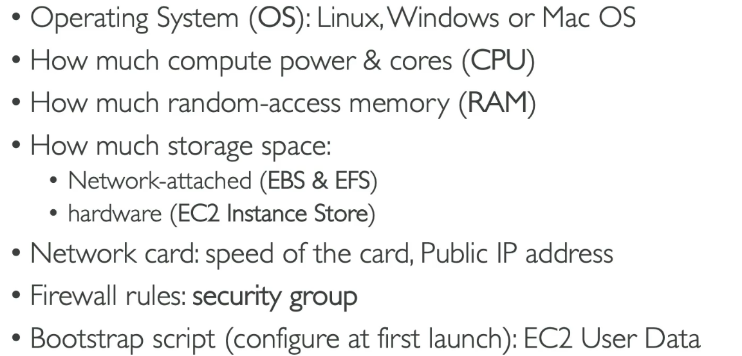 • Operating System (OS): Linux, Windows or Mac OS
• How much compute power & cores (CPU)
• How much random-access memory (RAM)
• How much storage space:
• Network-attached (EBS & EFS)
• hardware (EC2 Instance Store)
• Network card: speed of the card, Public IP address
• Firewall rules: security group
• Bootstrap script (configure at first launch): EC2 User Data